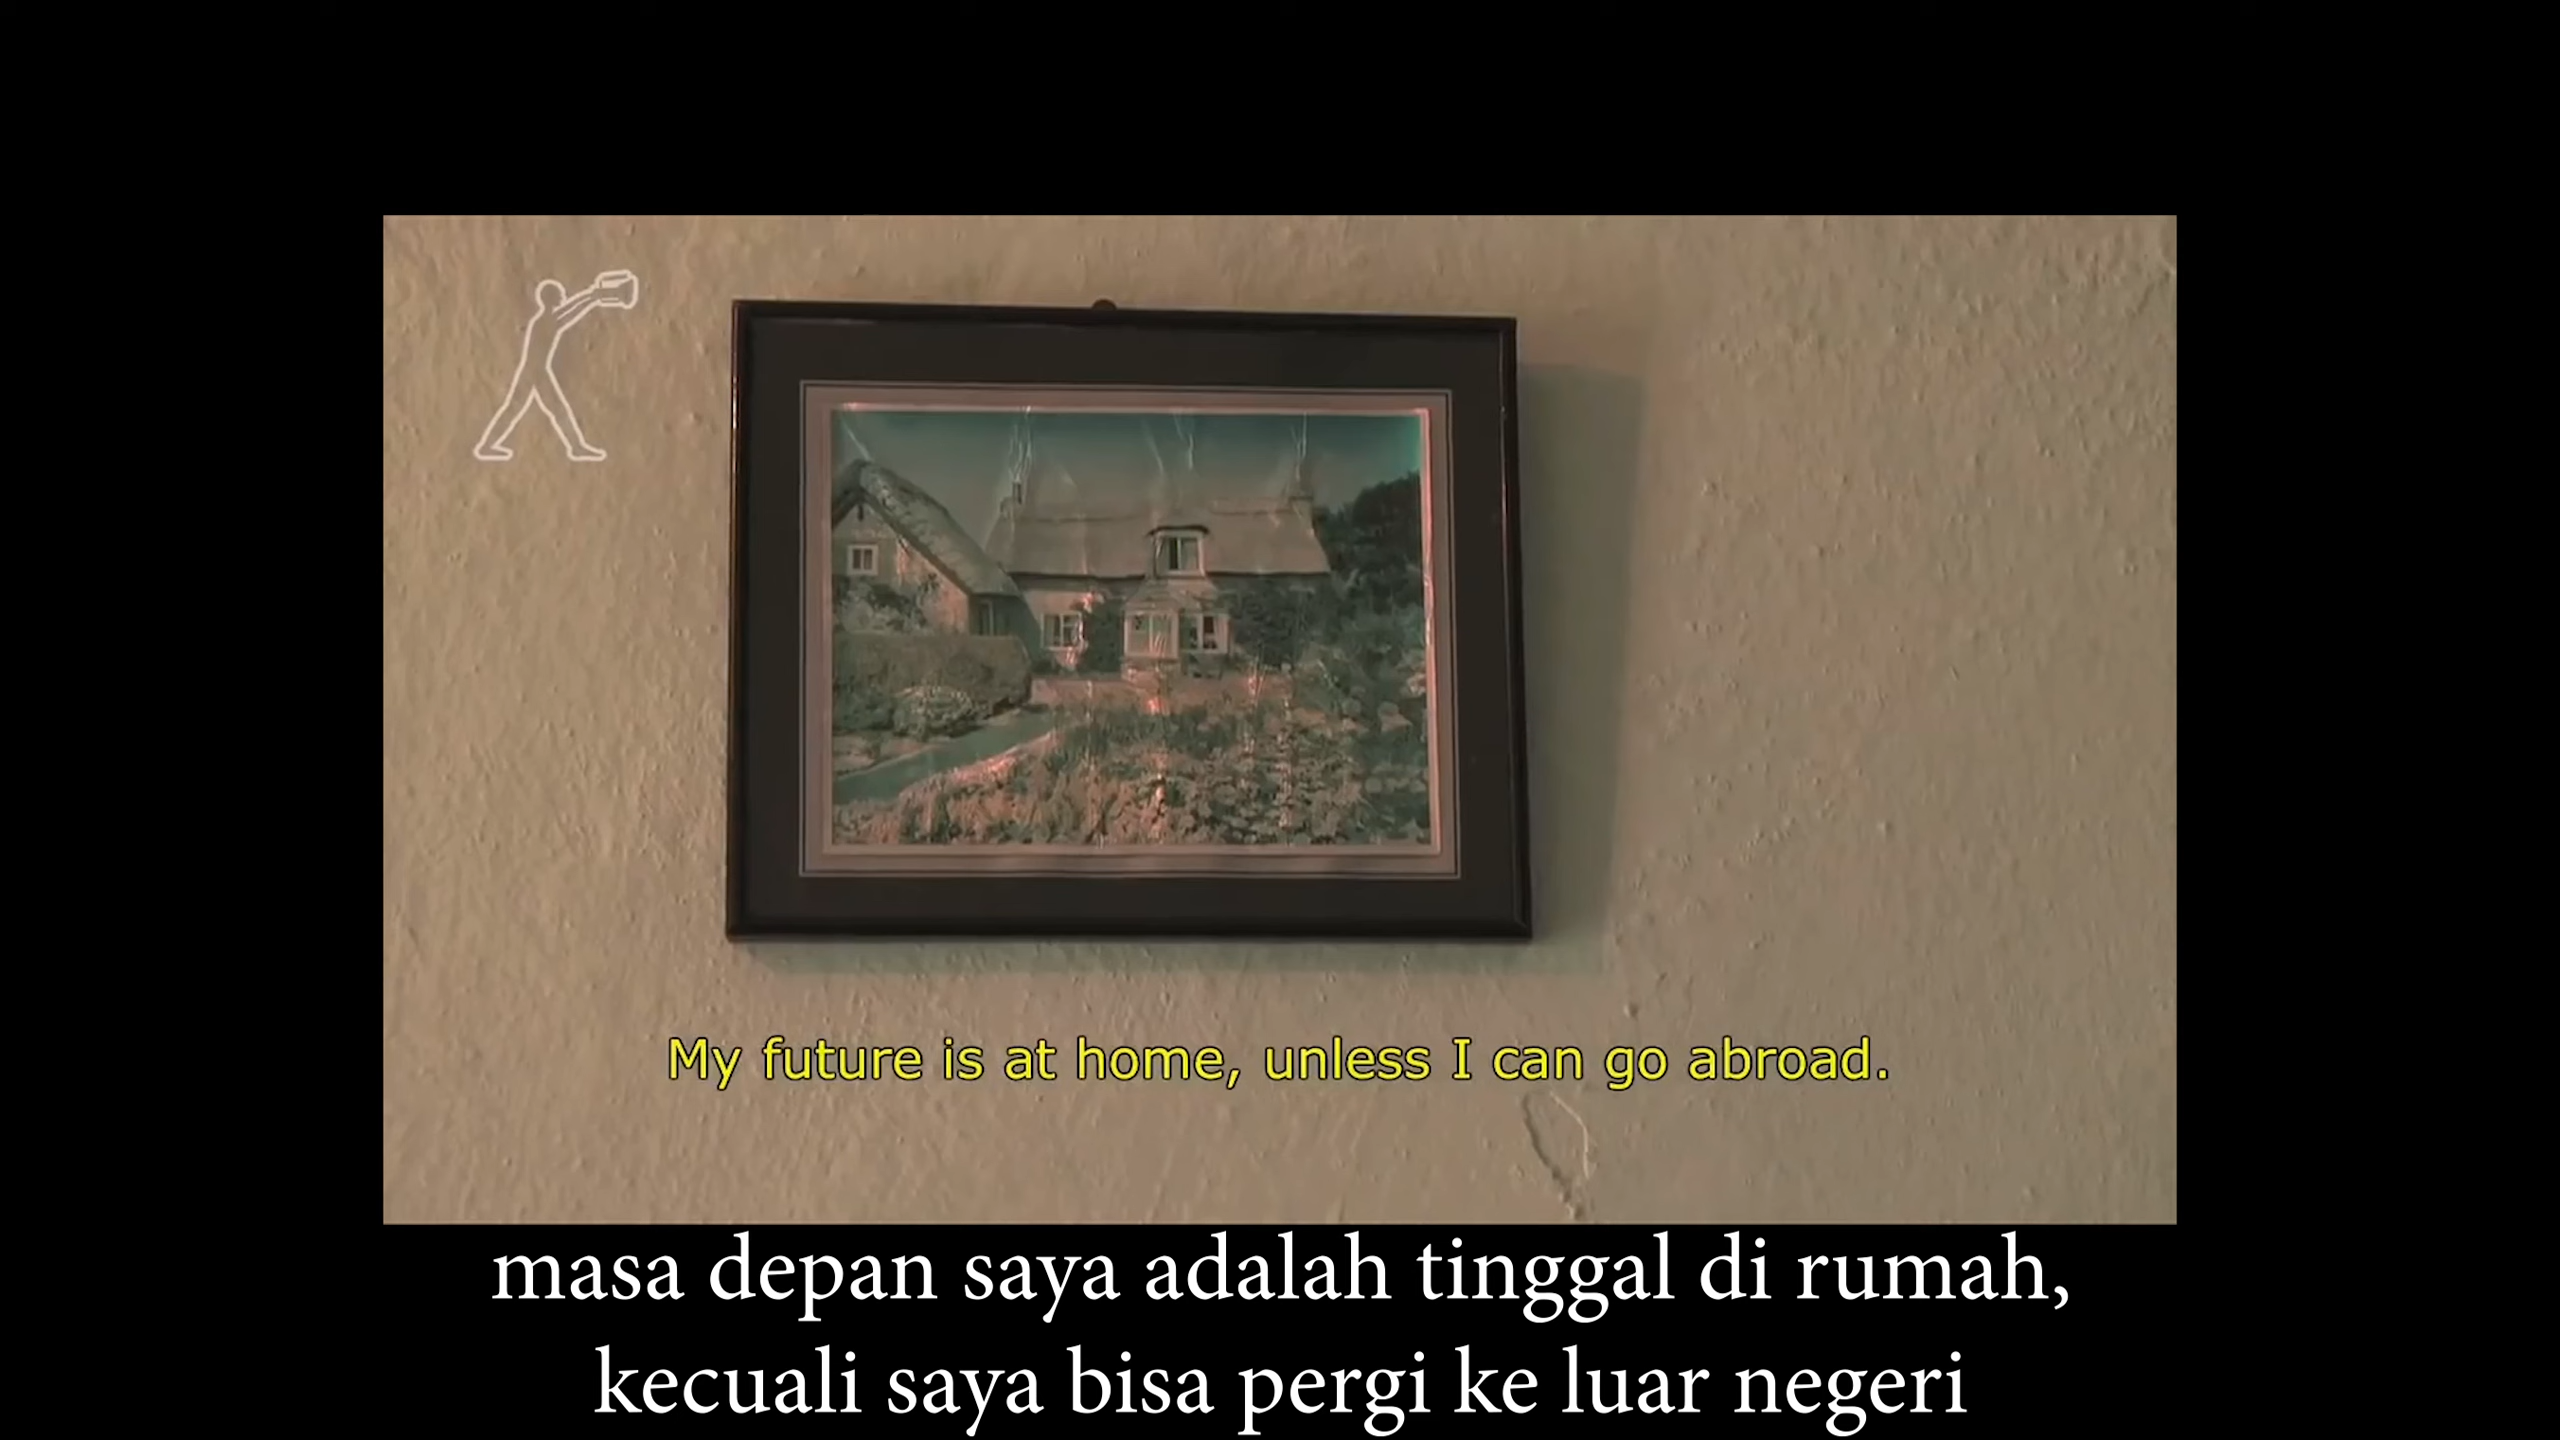 My future is at home, unless I can go abroad.
masa depan saya adalah tinggal di rumah,
kecuali saya bisa pergi ke luar negeri